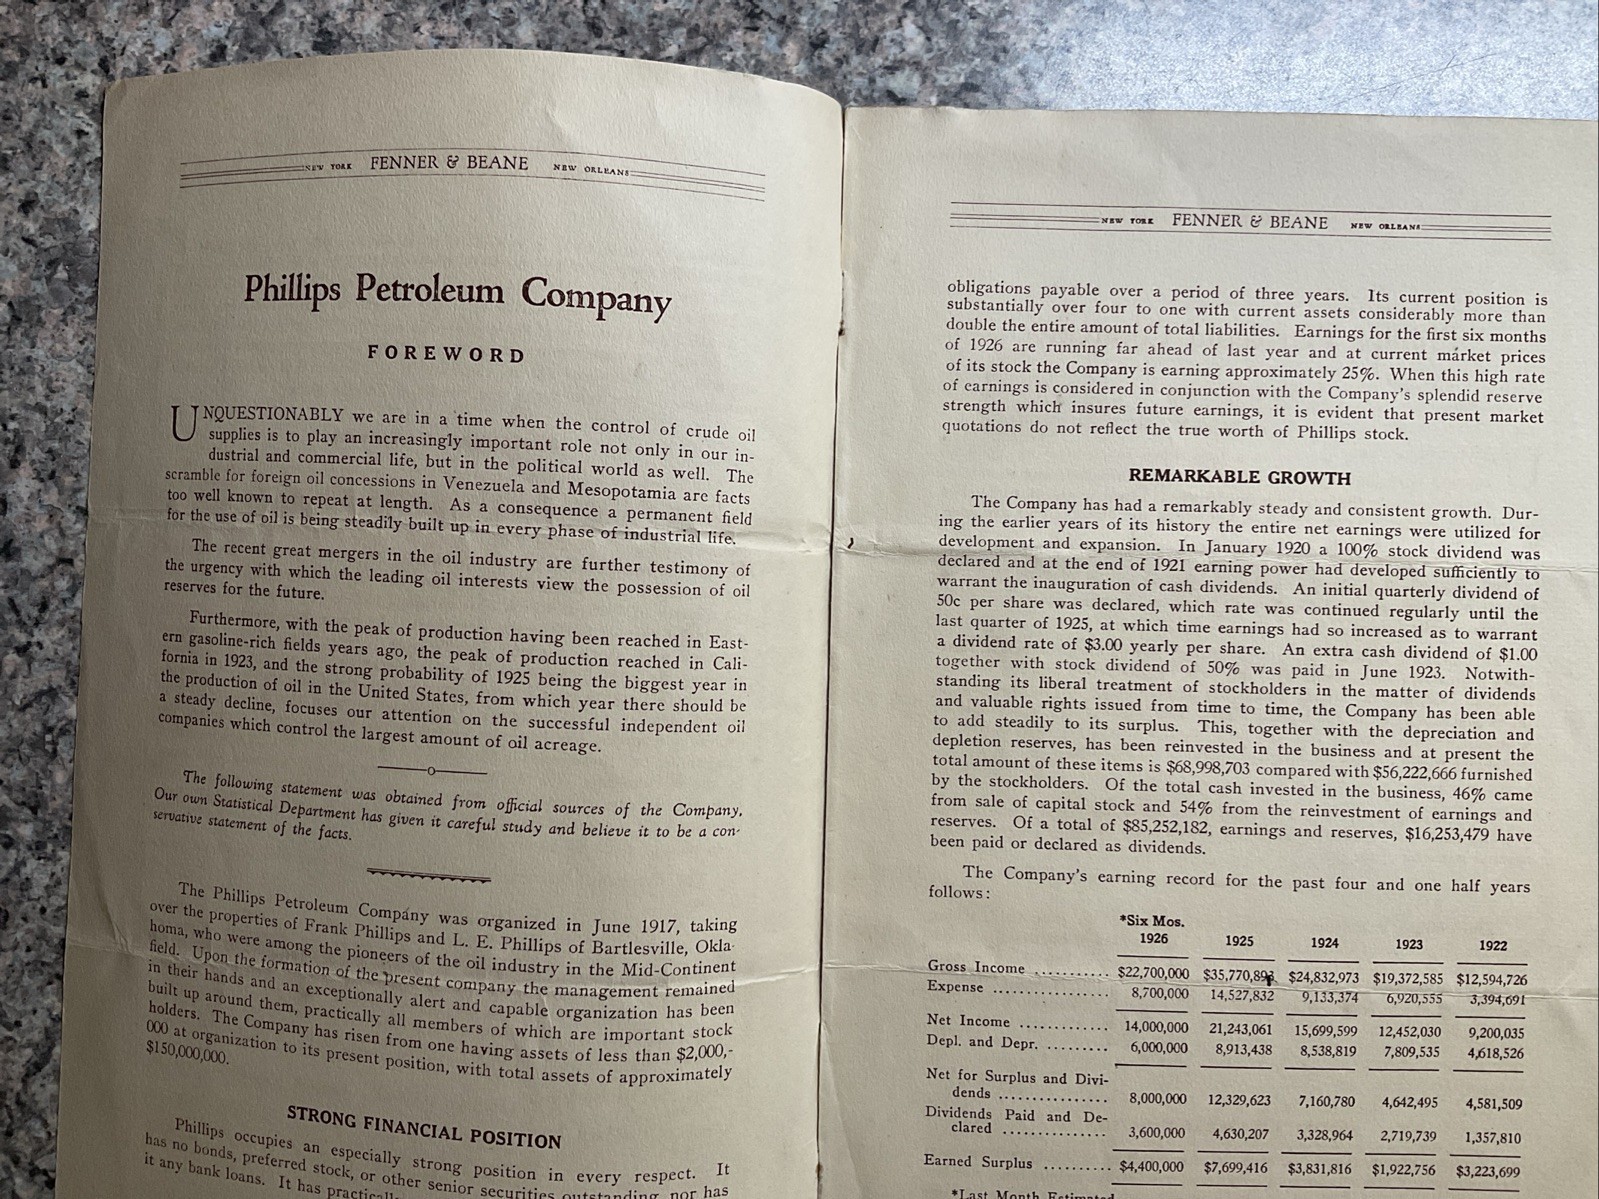 NEW YORK FENNER & BEANE NEW ORLEANS
Phillips Petroleum Company
FOREWORD
UNQUESTIONABLY we are in a time when the control of crude oil
supplies is to play an increasingly important role not only in our in-
dustrial and commercial life, but in the political world as well. The
scramble for foreign oil concessions in Venezuela and Mesopotamia are facts
too well known to repeat at length. As a consequence a permanent field
for the use of oil is being steadily built up in every phase of industrial life.
The recent great mergers in the oil industry are further testimony of
the urgency with which the leading oil interests view the possession of oil
reserves for the future.
Furthermore, with the peak of production having been reached in East-
ern gasoline-rich fields years ago, the peak of production reached in Cali-
fornia in 1923, and the strong probability of 1925 being the biggest year in
the production of oil in the United States, from which year there should be
a steady decline, focuses our attention on the successful independent oil
companies which control the largest amount of oil acreage.
The following statement was obtained from official sources of the Company.
Our own Statistical Department has given it careful study and believe it to be a con-
servative statement of the facts.
The Phillips Petroleum Company was organized in June 1917, taking
over the properties of Frank Phillips and L. E. Phillips of Bartlesville, Okla-
homa, who were among the pioneers of the oil industry in the Mid-Continent
field. Upon the formation of the present company the management remained
in their hands and an exceptionally alert and capable organization has been
built up around them, practically all members of which are important stock
holders. The Company has risen from one having assets of less than $2,000,-
000 at organization to its present position, with total assets of approximately
$150,000,000.
STRONG FINANCIAL POSITION
Phillips occupies an especially strong position in every respect. It
has no bonds, preferred stock, or other senior securities outstanding nor has
it any bank loans. It has
NEW YORK FENNER & BEANE NEW ORLEANS
obligations payable over a period of three years. Its current position is
substantially over four to one with current assets considerably more than
double the entire amount of total liabilities. Earnings for the first six months
of 1926 are running far ahead of last year and at current market prices
of its stock the Company is earning approximately 25%. When this high rate
of earnings is considered in conjunction with the Company's splendid reserve
strength which insures future earnings, it is evident that present market
quotations do not reflect the true worth of Phillips stock.
REMARKABLE GROWTH
The Company has had a remarkably steady and consistent growth. Dur-
ing the earlier years of its history the entire net earnings were utilized for
development and expansion. In January 1920 a 100% stock dividend was
declared and at the end of 1921 earning power had developed sufficiently to
warrant the inauguration of cash dividends. An initial quarterly dividend of
50c per share was declared, which rate was continued regularly until the
last quarter of 1925, at which time earnings had so increased as to warrant
a dividend rate of $3.00 yearly per share. An extra cash dividend of $1.00
together with stock dividend of 50% was paid in June 1923. Notwith-
standing its liberal treatment of stockholders in the matter of dividends
and valuable rights issued from time to time, the Company has been able
to add steadily to its surplus. This, together with the depreciation and
depletion reserves, has been reinvested in the business and at present the
total amount of these items is $68,998,703 compared with $56,222,666 furnished
by the stockholders. Of the total cash invested in the business, 46% came
from sale of capital stock and 54% from the reinvestment of earnings and
reserves. Of a total of $85,252,182, earnings and reserves, $16,253,479 have
been paid or declared as dividends.
The Company's earning record for the past four and one half years
follows:
*Six Mos.
1926 1925 1924 1923 1922
Gross Income .......... $22,700,000 $35,770,893 $24,832,973 $19,372,585 $12,594,726
Expense ................ 8,700,000 14,527,832 9,133,374 6,920,555 3,394,691
Net Income ............ 14,000,000 21,243,061 15,699,599 12,452,030 9,200,035
Depl. and Depr. ......... 6,000,000 8,913,438 8,538,819 7,809,535 4,618,526
Net for Surplus and Divi-
dends ............... 8,000,000 12,329,623 7,160,780 4,642,495 4,581,509
Dividends Paid and De-
clared .............. 3,600,000 4,630,207 3,328,964 2,719,739 1,357,810
Earned Surplus .......... $4,400,000 $7,699,416 $3,831,816 $1,922,756 $3,223,699
*Last Month Estimated